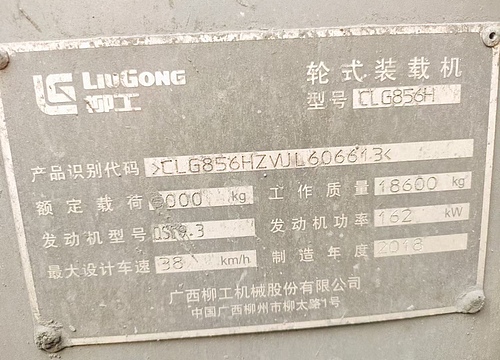 LIUGONG
柳工
轮式装载机
型号 CLG856H
产品识别代码 >CLG856HZVJL606613<
额定载荷 000 kg 工作质量 18600 kg
发动机型号 发动机功率 162 kW
最大设计车速 38 km/h 制造年度 2018
广西柳工机械股份有限公司
中国广西柳州市柳太路1号